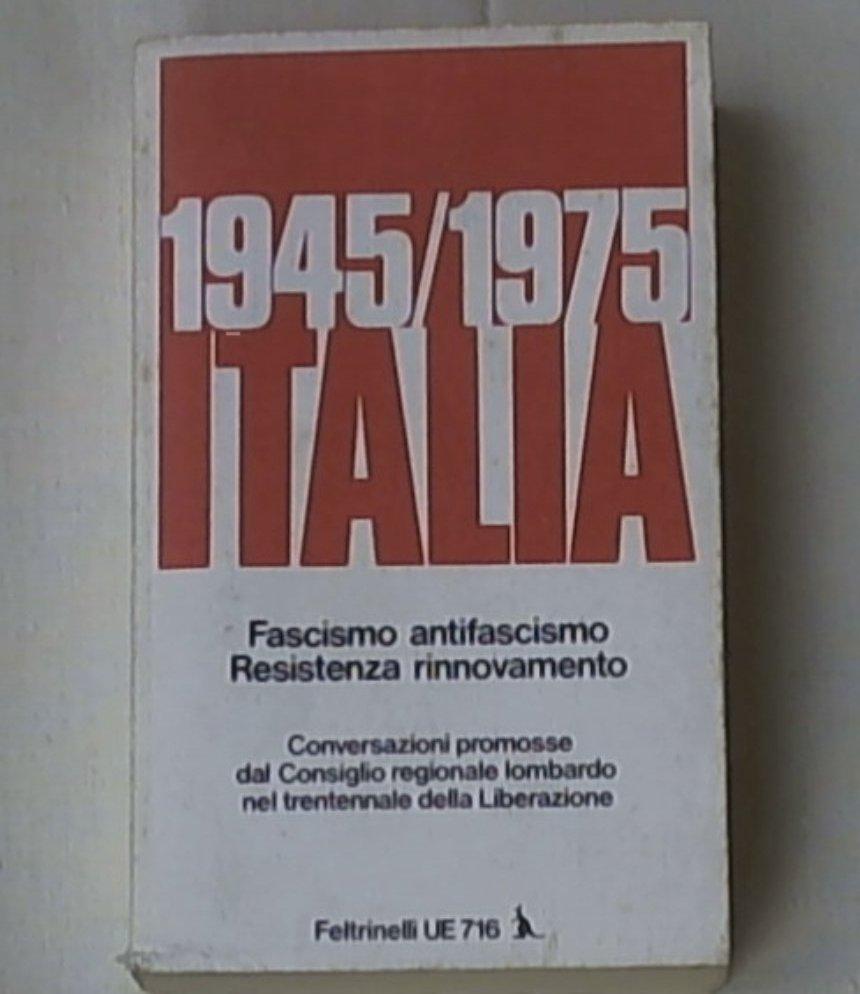 1945/1975
ITALIA
Fascismo antifascismo
Resistenza rinnovamento
Conversazioni promosse
dal Consiglio regionale lombardo
nel trentennale della Liberazione
Feltrinelli UE 716